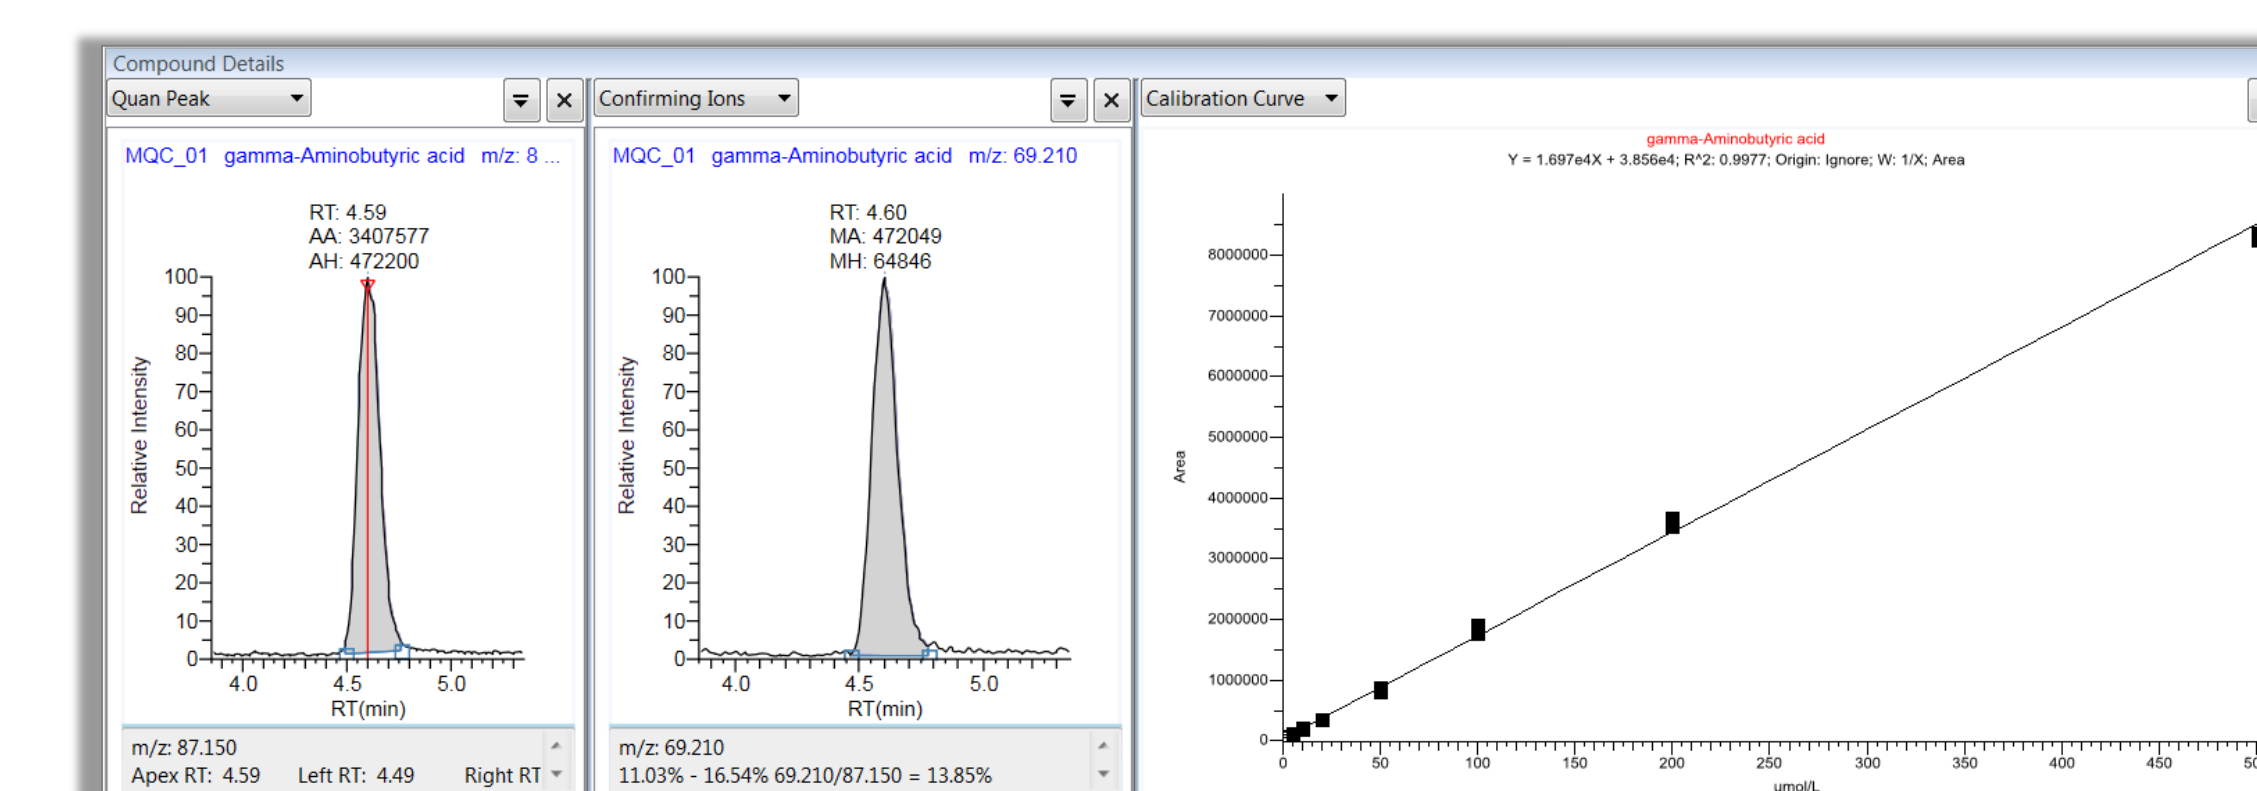 Compound Details
Quan Peak
Confirming Ions
Calibration Curve
MQC_01 gamma-Aminobutyric acid m/z: 8 ...
RT: 4.59
AA: 3407577
AH: 472200
100
90
80
70
60
50
40
30
20
10
0
Relative Intensity
4.0 4.5 5.0
RT(min)
m/z: 87.150
Apex RT: 4.59 Left RT: 4.49 Right RT
MQC_01 gamma-Aminobutyric acid m/z: 69.210
RT: 4.60
MA: 472049
MH: 64846
100
90
80
70
60
50
40
30
20
10
0
Relative Intensity
4.0 4.5 5.0
RT(min)
m/z: 69.210
11.03% - 16.54% 69.210/87.150 = 13.85%
gamma-Aminobutyric acid
Y = 1.697e4X + 3.856e4; R^2: 0.9977; Origin: Ignore; W: 1/X; Area
8000000
7000000
6000000
5000000
4000000
3000000
2000000
1000000
0
Area
0 50 100 150 200 250 300 350 400 450 50
umol/L